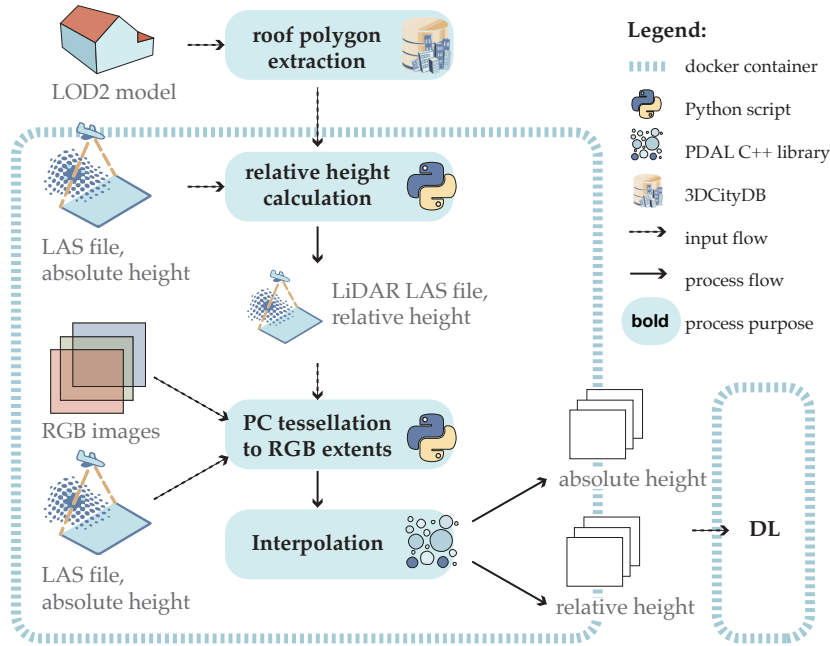 roof polygon
extraction
LOD2 model
Legend:
docker container
Python script
PDAL C++ library
3DCityDB
input flow
process flow
bold
process purpose
relative height
calculation
LAS file,
absolute height
LiDAR LAS file,
relative height
RGB images
PC tessellation
to RGB extents
LAS file,
absolute height
Interpolation
absolute height
relative height
DL